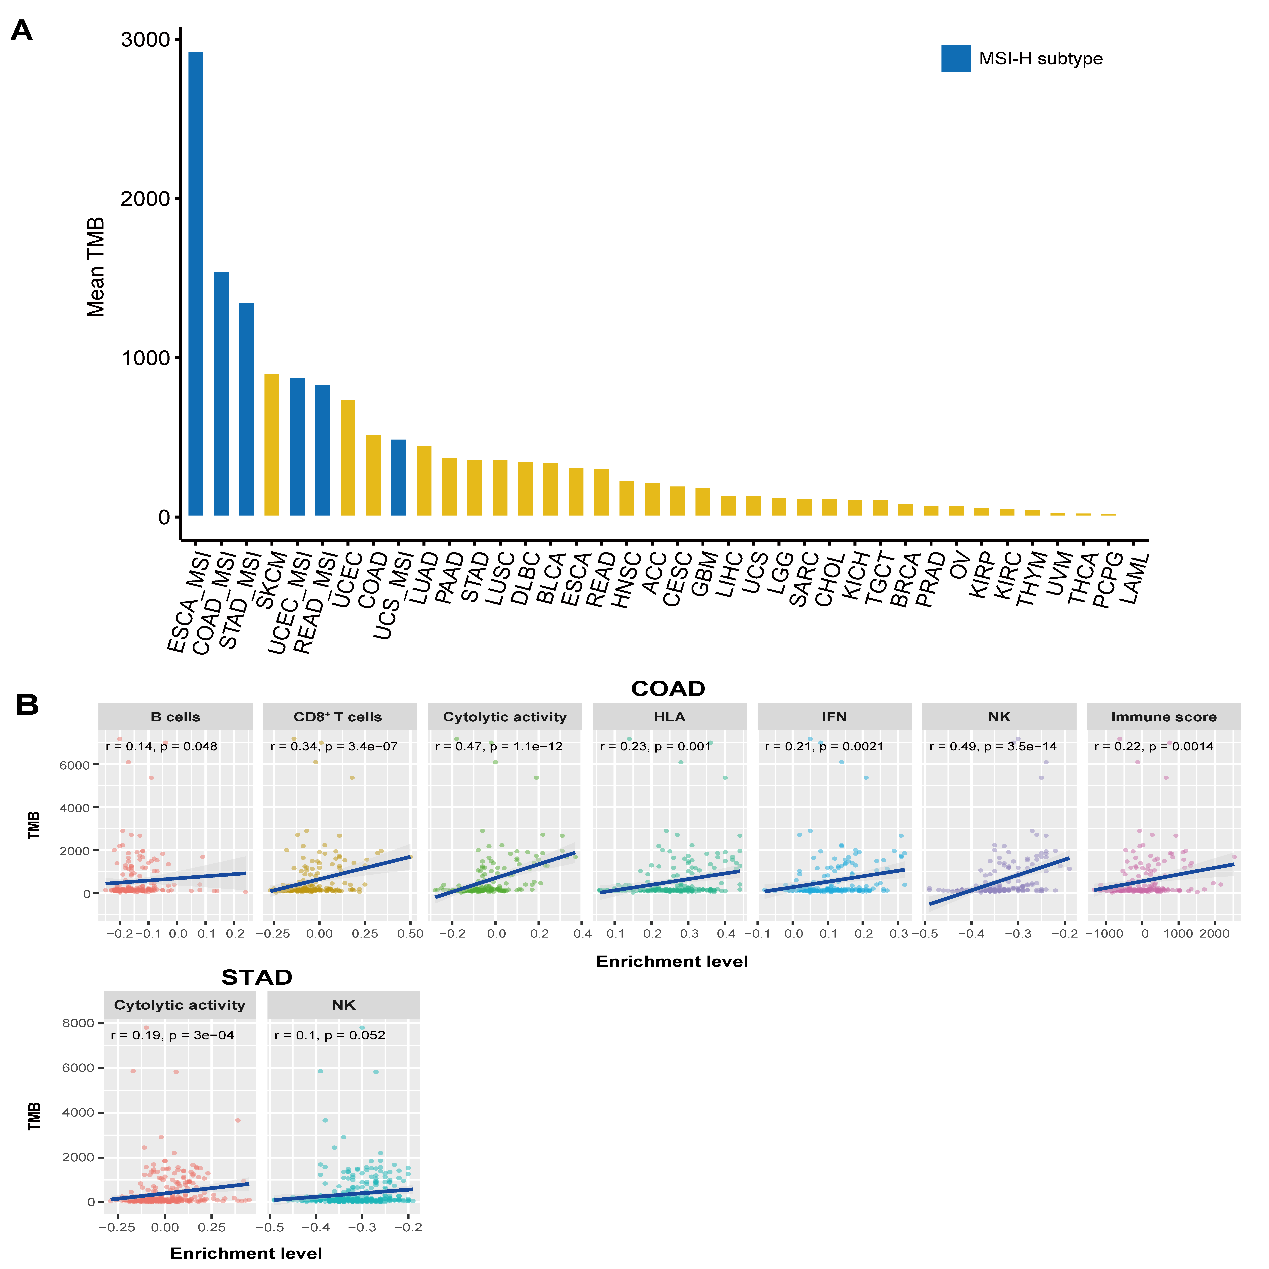 A
3000
2000
1000
0
Mean TMB
MSI-H subtype
ESCA_MSI
COAD_MSI
STAD_MSI
SKCM
UCEC_MSI
READ_MSI
UCEC
COAD
UCS_MSI
LUAD
PAAD
STAD
LUSC
DLBC
BLCA
ESCA
READ
HNSC
ACC
CESC
GBM
LIHC
UCS
LGG
SARC
CHOL
KICH
TGCT
BRCA
PRAD
OV
KIRP
KIRC
THYM
UVM
THCA
PCPG
LAML
B
COAD
B cells CD8⁺ T cells Cytolytic activity HLA IFN NK Immune score
r = 0.14, p = 0.048 r = 0.34, p = 3.4e−07 r = 0.47, p = 1.1e−12 r = 0.23, p = 0.001 r = 0.21, p = 0.0021 r = 0.49, p = 3.5e−14 r = 0.22, p = 0.0014
6000
4000
2000
0
TMB
−0.2 −0.1 0.0 0.1 0.2 −0.25 0.00 0.25 0.50 −0.2 0.0 0.2 0.4 0.1 0.2 0.3 0.4 −0.1 0.0 0.1 0.2 0.3 −0.5 −0.4 −0.3 −0.2 −1000 0 1000 2000
Enrichment level
STAD
Cytolytic activity NK
r = 0.19, p = 3e−04 r = 0.1, p = 0.052
8000
6000
4000
2000
0
TMB
−0.25 0.00 0.25 −0.5 −0.4 −0.3 −0.2
Enrichment level